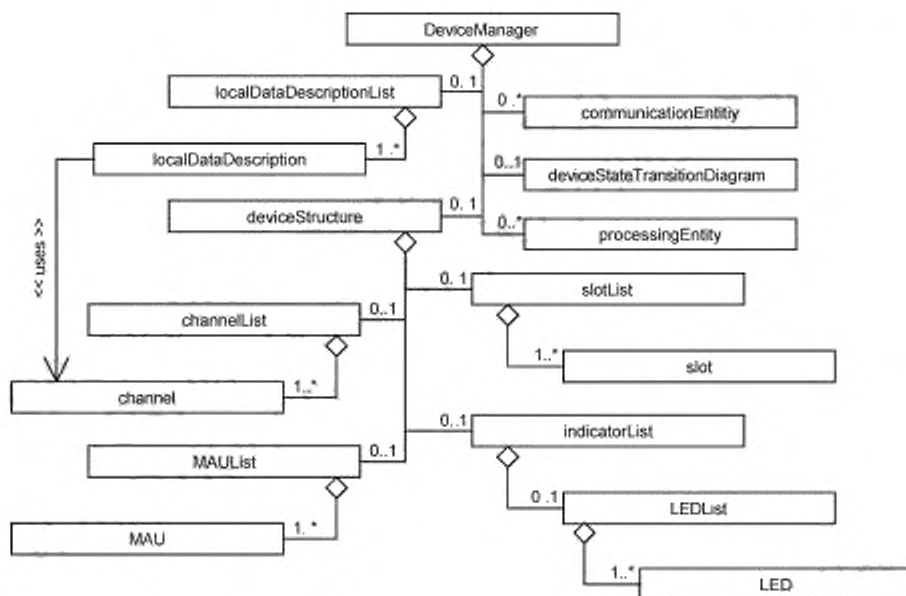 DeviceManager
0. 1
localDataDescriptionList
0 .*
communicationEntitiy
1 .*
localDataDescription
0..1
deviceStateTransitionDiagram
0. 1
deviceStructure
0..*
processingEntity
<< uses >>
0. 1
slotList
0..1
channelList
1..*
slot
1..*
channel
0..1
indicatorList
0..1
MAUList
0 .1
LEDList
1. *
MAU
1..*
LED